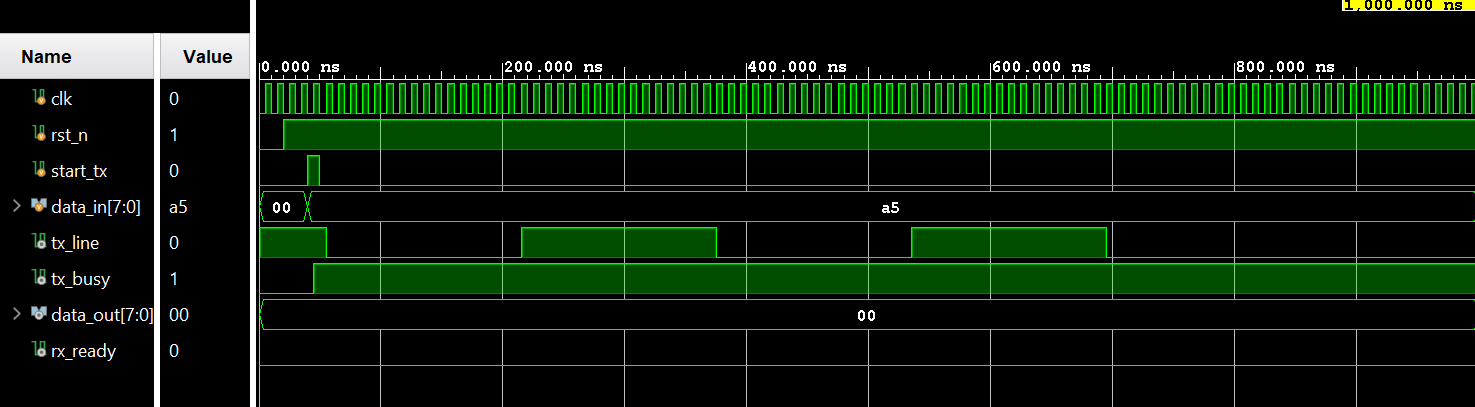 1,000.000 ns
Name Value
0.000 ns 200.000 ns 400.000 ns 600.000 ns 800.000 ns
clk 0
rst_n 1
start_tx 0
data_in[7:0] a5 00 a5
tx_line 0
tx_busy 1
data_out[7:0] 00 00
rx_ready 0